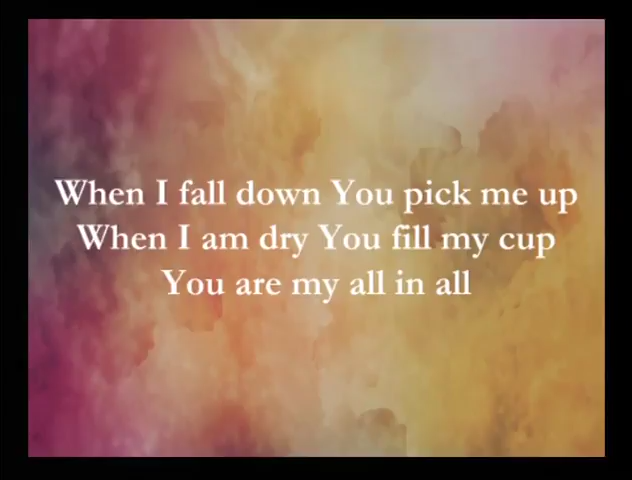 When I fall down You pick me up
When I am dry You fill my cup
You are my all in all